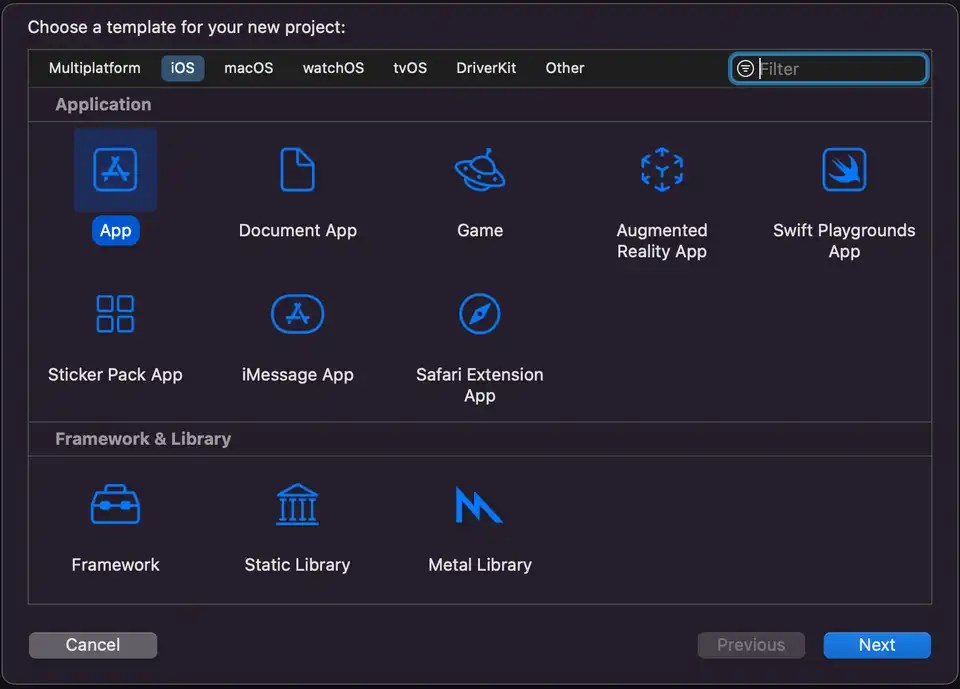 Choose a template for your new project:
Multiplatform iOS macOS watchOS tvOS DriverKit Other Filter
Application
App Document App Game Augmented Reality App Swift Playgrounds App
Sticker Pack App iMessage App Safari Extension App
Framework & Library
Framework Static Library Metal Library
Cancel Previous Next